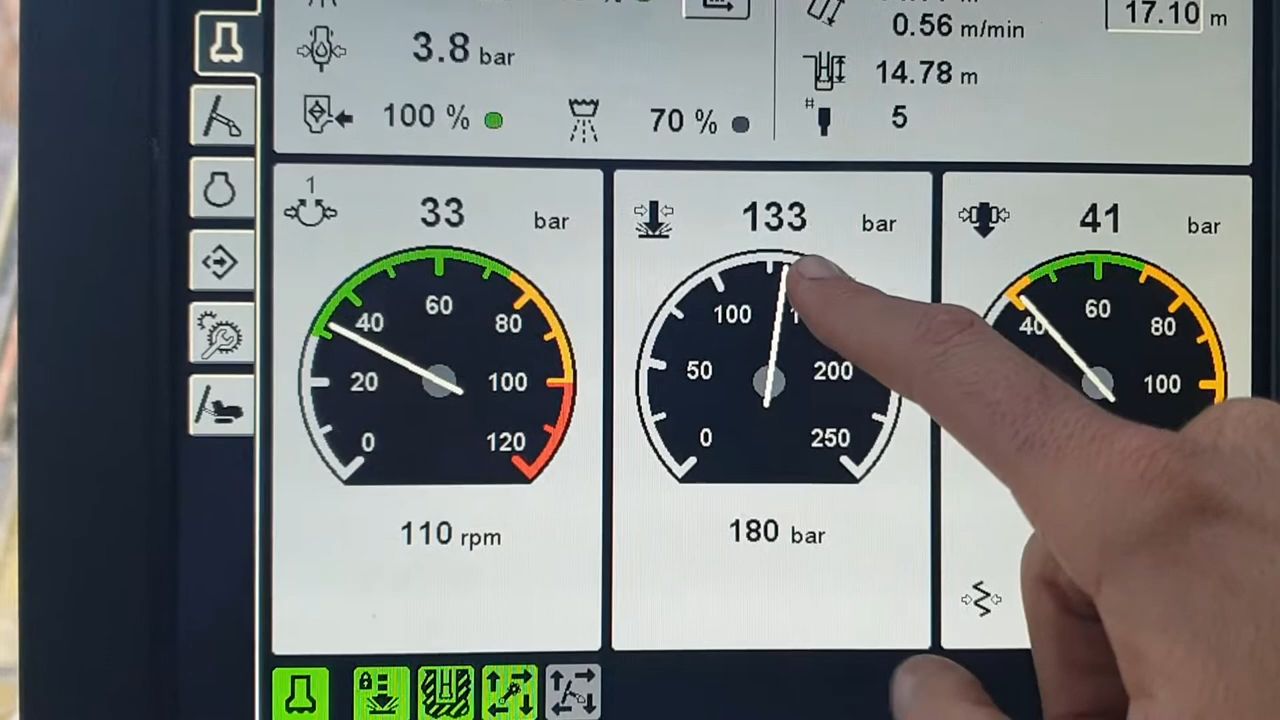 17.10 m
0.56 m/min
3.8 bar
14.78 m
100 %
70 %
#
5
1
33 bar
133 bar
41 bar
0
20
40
60
80
100
120
110 rpm
0
50
100
200
250
180 bar
40
60
80
100